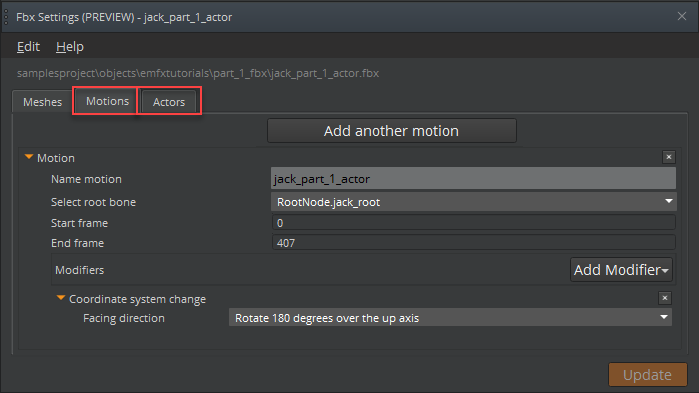 Fbx Settings (PREVIEW) - jack_part_1_actor
Edit Help
samplesproject\objects\emfxtutorials\part_1_fbx\jack_part_1_actor.fbx
Meshes Motions Actors
Add another motion
Motion
Name motion jack_part_1_actor
Select root bone RootNode.jack_root
Start frame 0
End frame 407
Modifiers Add Modifier
Coordinate system change
Facing direction Rotate 180 degrees over the up axis
Update